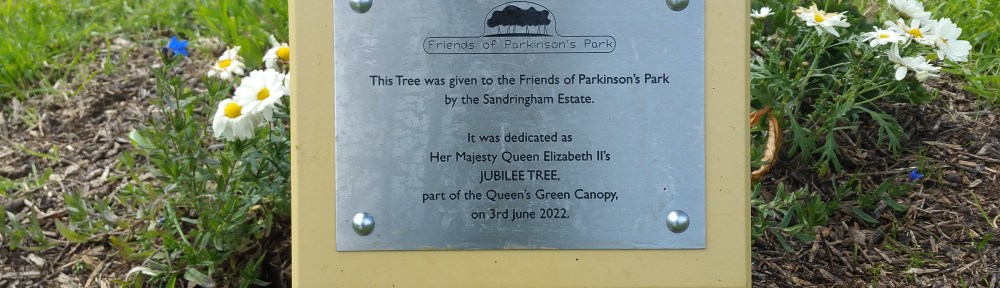 Friends of Parkinson's Park
This Tree was given to the Friends of Parkinson's Park
by the Sandringham Estate.
It was dedicated as
Her Majesty Queen Elizabeth II's
JUBILEE TREE,
part of the Queen's Green Canopy,
on 3rd June 2022.